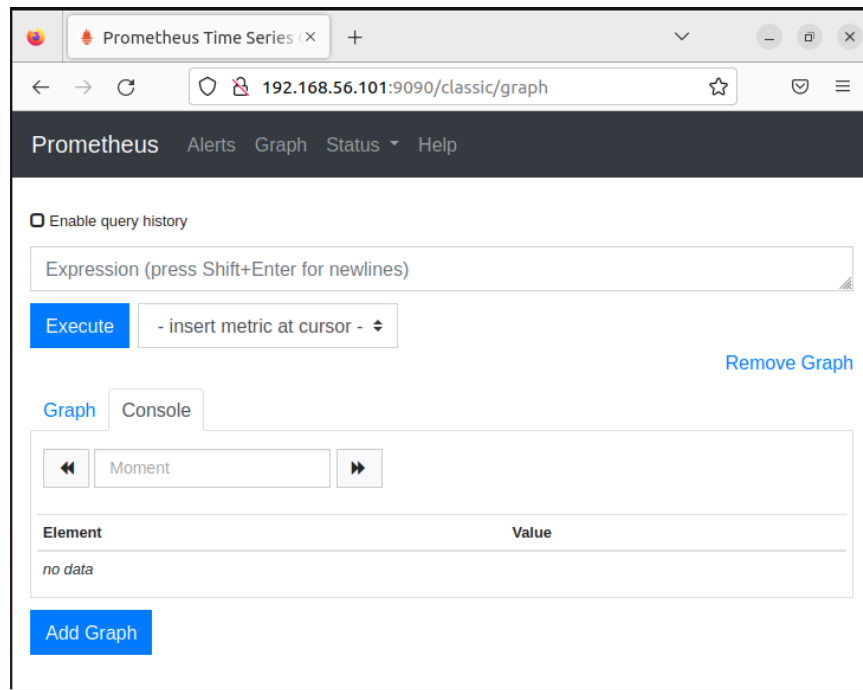 Prometheus Time Series
192.168.56.101:9090/classic/graph
Prometheus Alerts Graph Status Help
Enable query history
Expression (press Shift+Enter for newlines)
Execute - insert metric at cursor -
Remove Graph
Graph Console
Moment
Element Value
no data
Add Graph